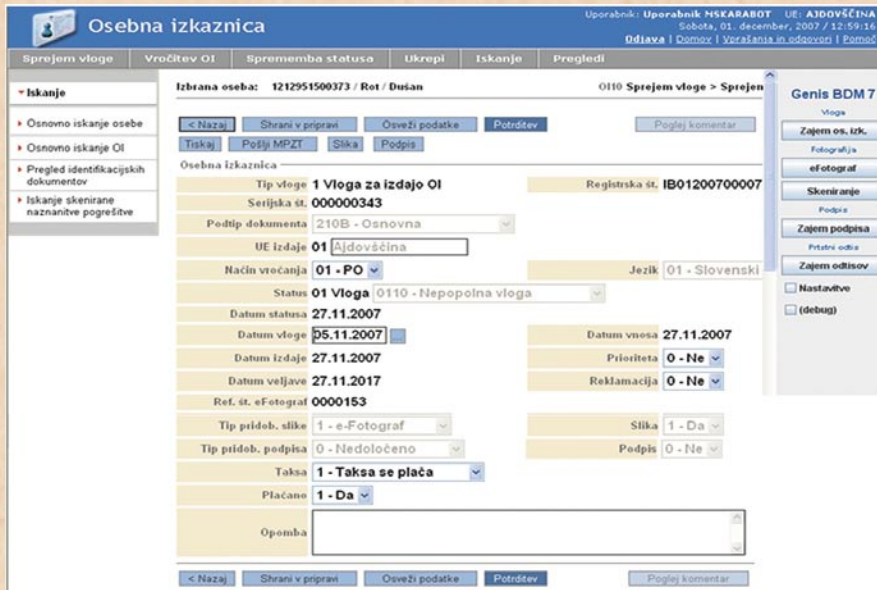 Osebna izkaznica
Uporabnik: Uporabnik MSKARABOT UE: AJDOVŠČINA
Sobota, 01. december, 2007 / 12:59:16
Odjava | Domov | Vprašanja in odgovori | Pomoč
Sprejem vloge Vročitev OI Sprememba statusa Ukrepi Iskanje Pregledi
Iskanje
Osnovno iskanje osebe
Osnovno iskanje OI
Pregled identifikacijskih
dokumentov
Iskanje skenirane
naznanitve pogrešitve
Izbrana oseba: 1212951500373 / Rot / Dušan OI10 Sprejem vloge > Sprejem
< Nazaj Shrani v pripravi Osveži podatke Potrditev Poglej komentar
Tiskaj Pošlji MPZT Slika Podpis
Osebna izkaznica
Tip vloge 1 Vloga za izdajo OI Registrska št. IB01200700007
Serijska št. 000000343
Podtip dokumenta 210B - Osnovna
UE izdaje 01 Ajdovščina
Način vročanja 01 - PO Jezik 01 - Slovenski
Status 01 Vloga 0110 - Nepopolna vloga
Datum statusa 27.11.2007
Datum vloge 05.11.2007 ... Datum vnosa 27.11.2007
Datum izdaje 27.11.2007 Prioriteta 0 - Ne
Datum veljave 27.11.2017 Reklamacija 0 - Ne
Ref. št. eFotograf 0000153
Tip pridob. slike 1 - e-Fotograf Slika 1 - Da
Tip pridob. podpisa 0 - Nedoločeno Podpis 0 - Ne
Taksa 1 - Taksa se plača
Plačano 1 - Da
Opomba
< Nazaj Shrani v pripravi Osveži podatke Potrditev Poglej komentar
Genis BDM 7
Vloga
Zajem os. izk.
Fotografija
eFotograf
Skeniranje
Podpis
Zajem podpisa
Prstni odtis
Zajem odtisov
Nastavitve
(debug)